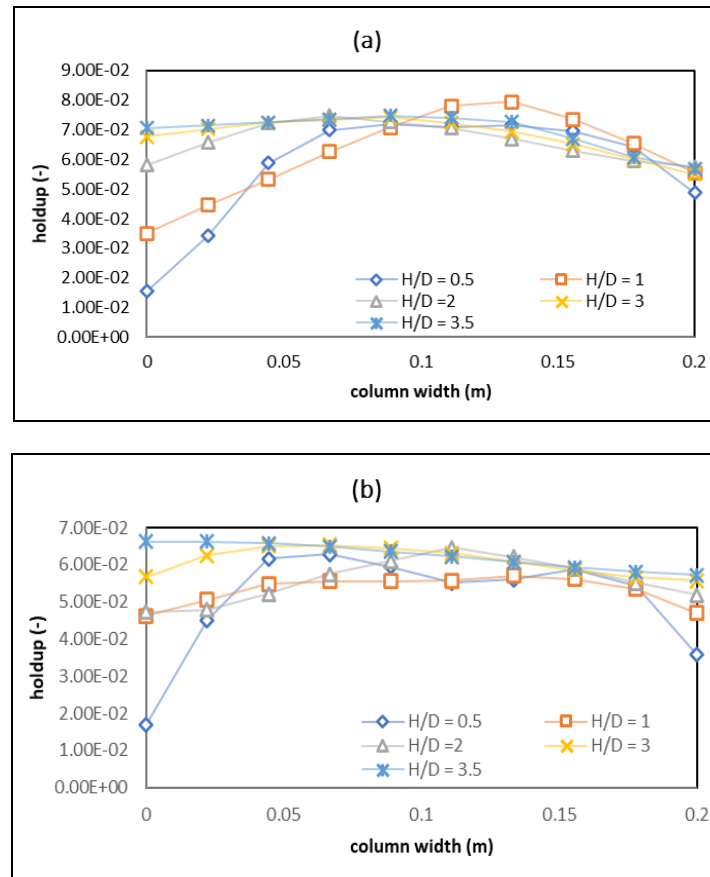 (a)
9.00E-02
8.00E-02
7.00E-02
6.00E-02
5.00E-02
4.00E-02
3.00E-02
2.00E-02
1.00E-02
0.00E+00
holdup (-)
H/D = 0.5 H/D = 1
H/D =2 H/D = 3
H/D = 3.5
0 0.05 0.1 0.15 0.2
column width (m)
(b)
7.00E-02
6.00E-02
5.00E-02
4.00E-02
3.00E-02
2.00E-02
1.00E-02
0.00E+00
holdup (-)
H/D = 0.5 H/D = 1
H/D =2 H/D = 3
H/D = 3.5
0 0.05 0.1 0.15 0.2
column width (m)